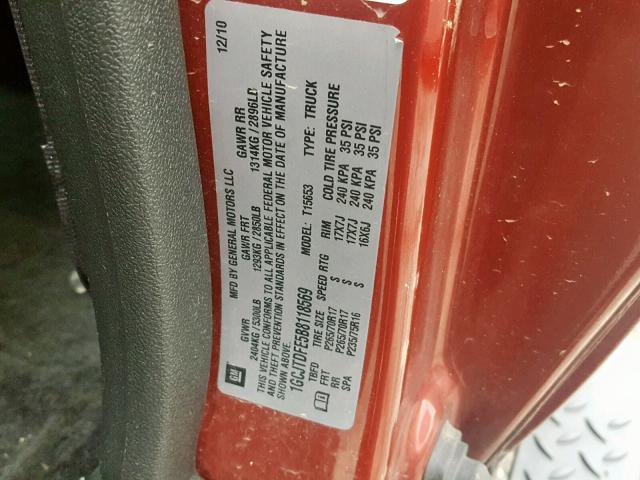 MFD BY GENERAL MOTORS LLC 12/10
GVWR GAWR FRT GAWR RR
2404KG/5300LB 1293KG/2850LB 1314KG/2896LB
THIS VEHICLE CONFORMS TO ALL APPLICABLE FEDERAL MOTOR VEHICLE SAFETY
AND THEFT PREVENTION STANDARDS IN EFFECT ON THE DATE OF MANUFACTURE
SHOWN ABOVE.
1GCJTDFE5B8118569 MODEL: T15653 TYPE: TRUCK
TBFD TIRE SIZE SPEED RTG RIM COLD TIRE PRESSURE
FRT P265/70R17 S 17X7J 240 KPA 35 PSI
RR P265/70R17 S 17X7J 240 KPA 35 PSI
SPA P235/75R16 S 16X6J 240 KPA 35 PSI
GM